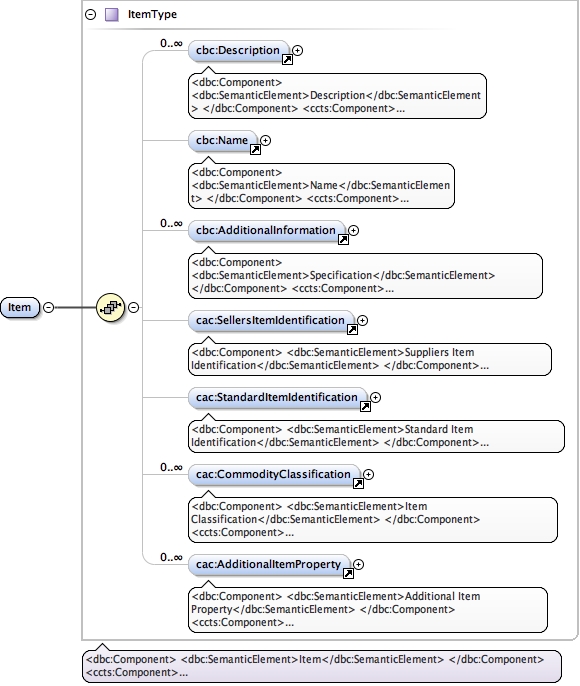 ItemType
0..∞
cbc:Description
<dbc:Component>
<dbc:SemanticElement>Description</dbc:SemanticElement
> </dbc:Component> <ccts:Component>...
cbc:Name
<dbc:Component>
<dbc:SemanticElement>Name</dbc:SemanticElemen
t> </dbc:Component> <ccts:Component>...
0..∞
cbc:AdditionalInformation
<dbc:Component>
<dbc:SemanticElement>Specification</dbc:SemanticElement>
</dbc:Component> <ccts:Component>...
Item
cac:SellersItemIdentification
<dbc:Component> <dbc:SemanticElement>Suppliers Item
Identification</dbc:SemanticElement> </dbc:Component>...
cac:StandardItemIdentification
<dbc:Component> <dbc:SemanticElement>Standard Item
Identification</dbc:SemanticElement> </dbc:Component>...
0..∞
cac:CommodityClassification
<dbc:Component> <dbc:SemanticElement>Item
Classification</dbc:SemanticElement> </dbc:Component>
<ccts:Component>...
0..∞
cac:AdditionalItemProperty
<dbc:Component> <dbc:SemanticElement>Additional Item
Property</dbc:SemanticElement> </dbc:Component>
<ccts:Component>...
<dbc:Component> <dbc:SemanticElement>Item</dbc:SemanticElement> </dbc:Component>
<ccts:Component>...